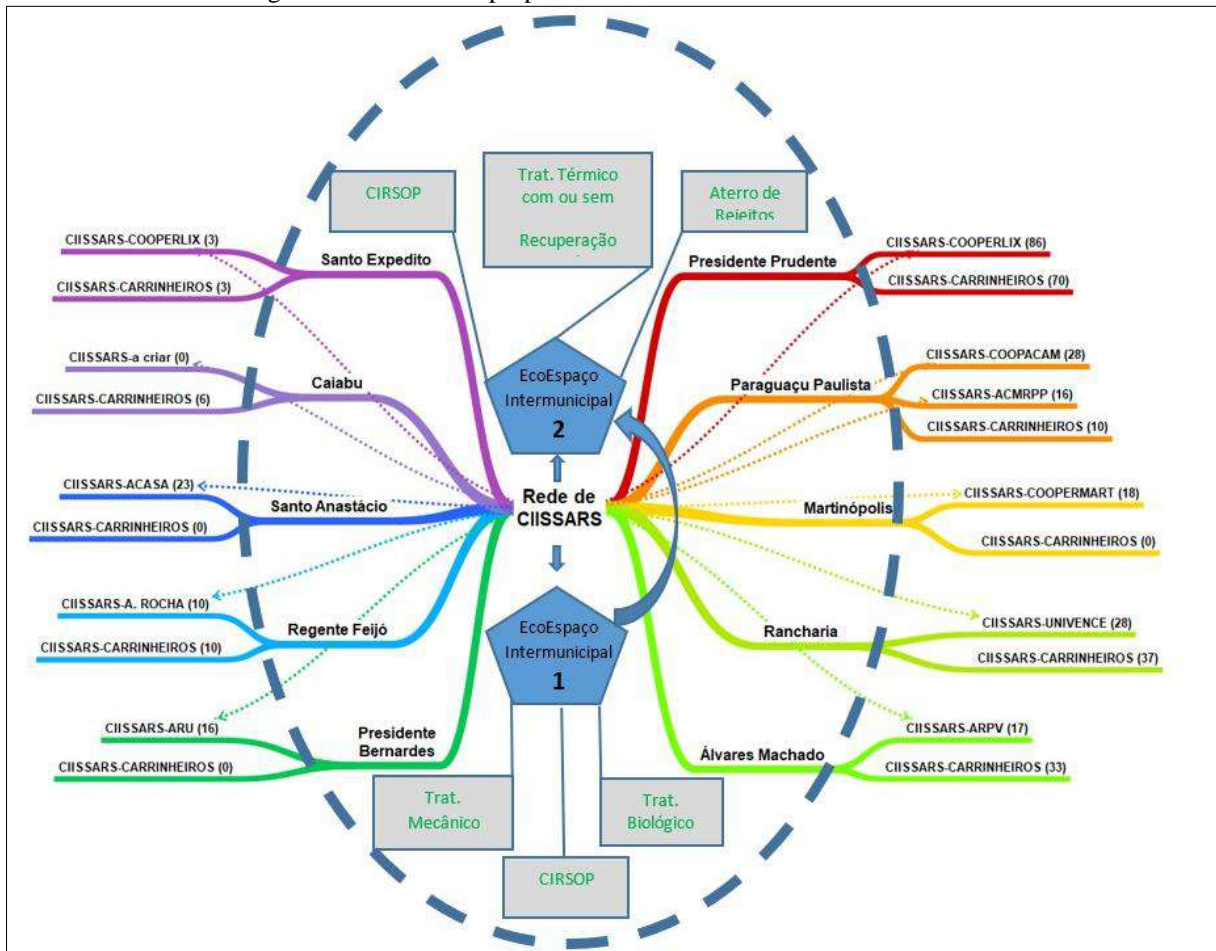 CIRSOP
Trat. Térmico
com ou sem
Recuperação
Aterro de
Rejeitos
CIISSARS-COOPERLIX (3)
Santo Expedito
CIISSARS-CARRINHEIROS (3)
CIISSARS-a criar (0)
Caiabu
CIISSARS-CARRINHEIROS (6)
CIISSARS-ACASA (23)
Santo Anastácio
CIISSARS-CARRINHEIROS (0)
CIISSARS-A. ROCHA (10)
Regente Feijó
CIISSARS-CARRINHEIROS (10)
CIISSARS-ARU (16)
Presidente
Bernardes
CIISSARS-CARRINHEIROS (0)
EcoEspaço
Intermunicipal
2
Rede de
CIISSARS
EcoEspaço
Intermunicipal
1
CIISSARS-COOPERLIX (86)
Presidente Prudente
CIISSARS-CARRINHEIROS (70)
CIISSARS-COOPACAM (28)
Paraguaçu Paulista
CIISSARS-ACMRPP (16)
CIISSARS-CARRINHEIROS (10)
CIISSARS-COOPERMART (18)
Martinópolis
CIISSARS-CARRINHEIROS (0)
CIISSARS-UNIVENCE (28)
Rancharia
CIISSARS-CARRINHEIROS (37)
CIISSARS-ARPV (17)
Álvares Machado
CIISSARS-CARRINHEIROS (33)
Trat.
Mecânico
Trat.
Biológico
CIRSOP